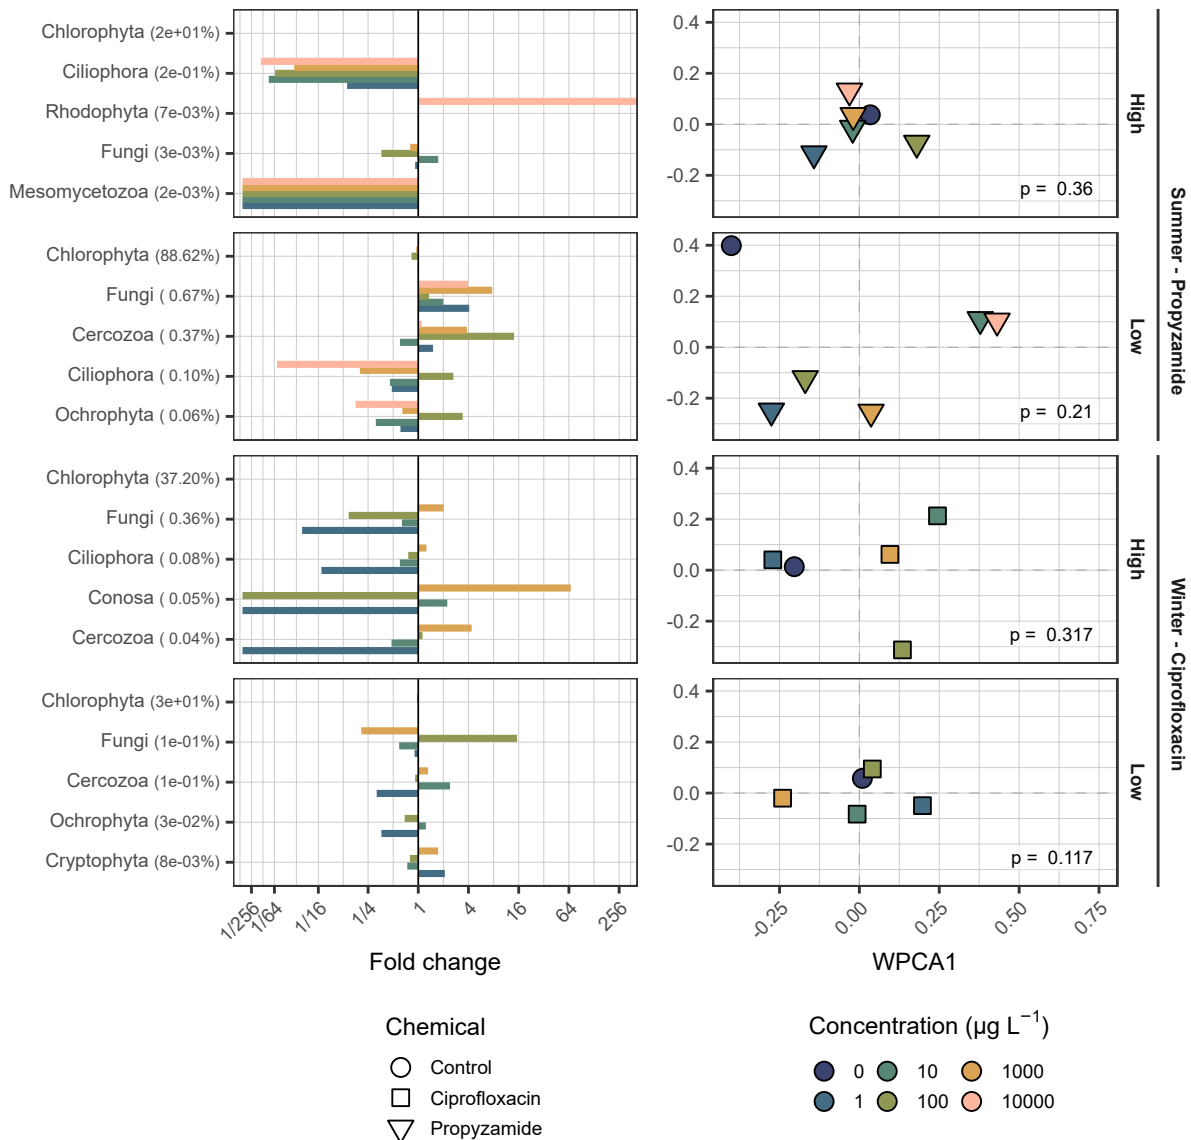 Chlorophyta (2e+01%)
Ciliophora (2e-01%)
Rhodophyta (7e-03%)
Fungi (3e-03%)
Mesomycetozoa (2e-03%)
0.4
0.2
0.0
-0.2
p = 0.36
High
Chlorophyta (88.62%)
Fungi ( 0.67%)
Cercozoa ( 0.37%)
Ciliophora ( 0.10%)
Ochrophyta ( 0.06%)
0.4
0.2
0.0
-0.2
p = 0.21
Low
Summer - Propyzamide
Chlorophyta (37.20%)
Fungi ( 0.36%)
Ciliophora ( 0.08%)
Conosa ( 0.05%)
Cercozoa ( 0.04%)
0.4
0.2
0.0
-0.2
p = 0.317
High
Chlorophyta (3e+01%)
Fungi (1e-01%)
Cercozoa (1e-01%)
Ochrophyta (3e-02%)
Cryptophyta (8e-03%)
0.4
0.2
0.0
-0.2
p = 0.117
Low
Winter - Ciprofloxacin
1/256 1/64 1/16 1/4 1 4 16 64 256
Fold change
-0.25 0.00 0.25 0.50 0.75
WPCA1
Chemical
Control
Ciprofloxacin
Propyzamide
Concentration (µg L⁻¹)
0 10 1000
1 100 10000